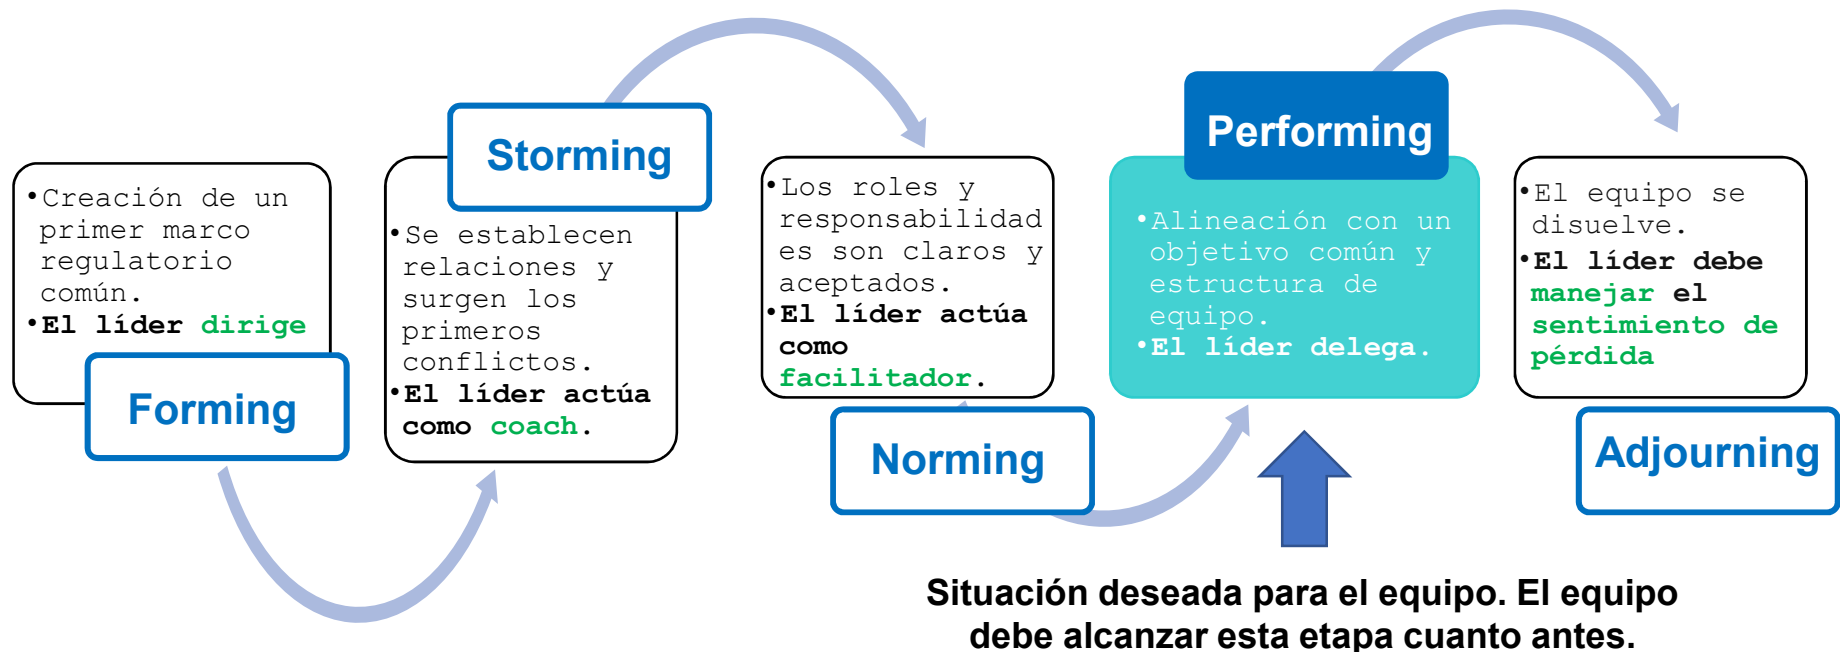 •Creación de un
primer marco
regulatorio
común.
•El líder dirige
Forming
Storming
•Se establecen
relaciones y
surgen los
primeros
conflictos.
•El líder actúa
como coach.
•Los roles y
responsabilidad
es son claros y
aceptados.
•El líder actúa
como
facilitador.
Norming
Performing
•Alineación con un
objetivo común y
estructura de
equipo.
•El líder delega.
•El equipo se
disuelve.
•El líder debe
manejar el
sentimiento de
pérdida
Adjourning
Situación deseada para el equipo. El equipo
debe alcanzar esta etapa cuanto antes.